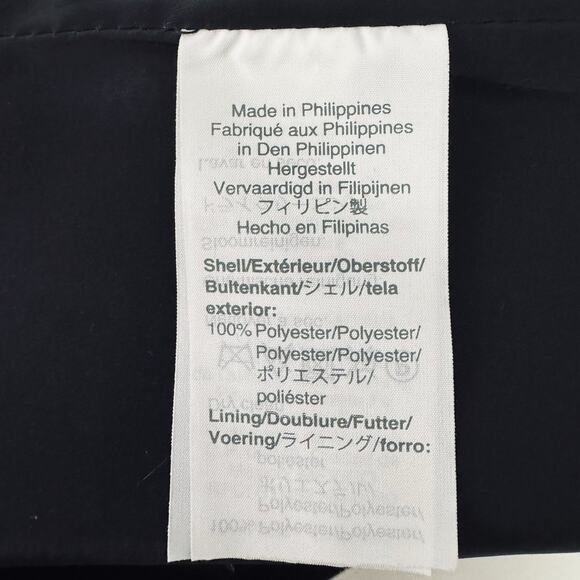 Made in Philippines
Fabriqué aux Philippines
in Den Philippinen
Hergestellt
Vervaardigd in Filipijnen
フィリピン製
Hecho en Filipinas
Shell/Extérieur/Oberstoff/
Bultenkant/シェル/tela
exterior:
100% Polyester/Polyester/
Polyester/Polyester/
ポリエステル/
poliéster
Lining/Doublure/Futter/
Voering/ライニング/forro: